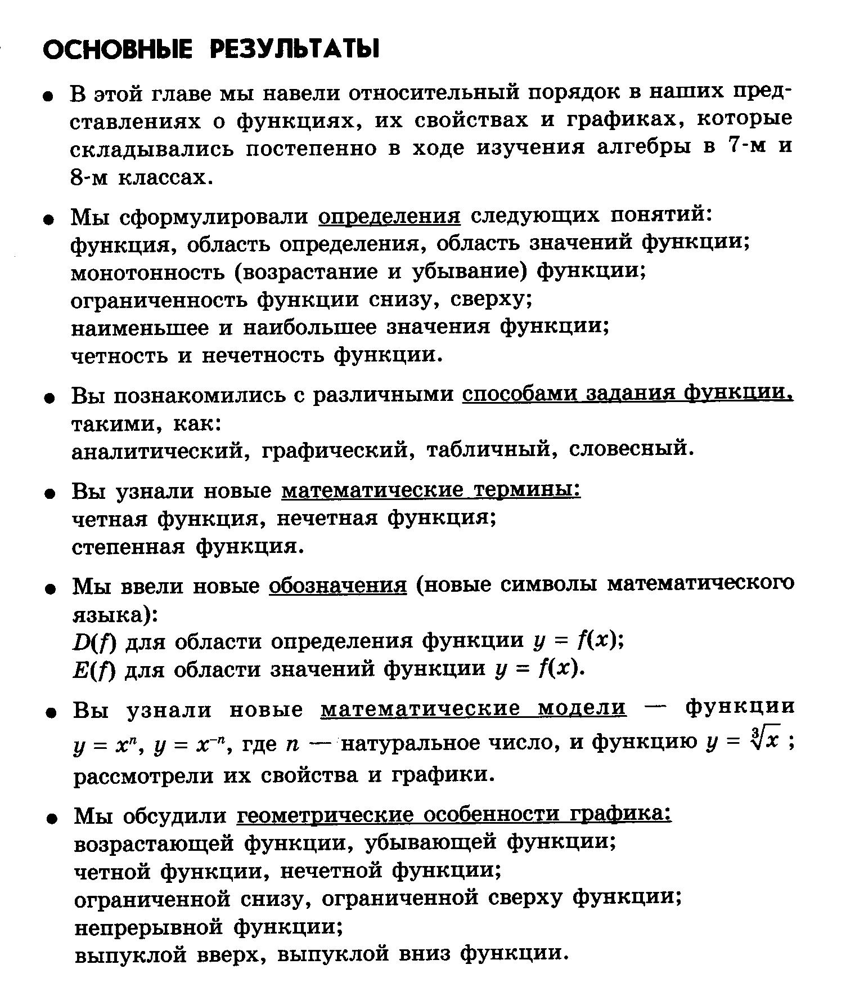 ОСНОВНЫЕ РЕЗУЛЬТАТЫ
• В этой главе мы навели относительный порядок в наших пред-
ставлениях о функциях, их свойствах и графиках, которые
складывались постепенно в ходе изучения алгебры в 7-м и
8-м классах.
• Мы сформулировали определения следующих понятий:
функция, область определения, область значений функции;
монотонность (возрастание и убывание) функции;
ограниченность функции снизу, сверху;
наименьшее и наибольшее значения функции;
четность и нечетность функции.
• Вы познакомились с различными способами задания функции,
такими, как:
аналитический, графический, табличный, словесный.
• Вы узнали новые математические термины:
четная функция, нечетная функция;
степенная функция.
• Мы ввели новые обозначения (новые символы математического
языка):
D(f) для области определения функции y = f(x);
E(f) для области значений функции y = f(x).
• Вы узнали новые математические модели — функции
y = xⁿ, y = x⁻ⁿ, где n — натуральное число, и функцию y = ∛x ;
рассмотрели их свойства и графики.
• Мы обсудили геометрические особенности графика:
возрастающей функции, убывающей функции;
четной функции, нечетной функции;
ограниченной снизу, ограниченной сверху функции;
непрерывной функции;
выпуклой вверх, выпуклой вниз функции.